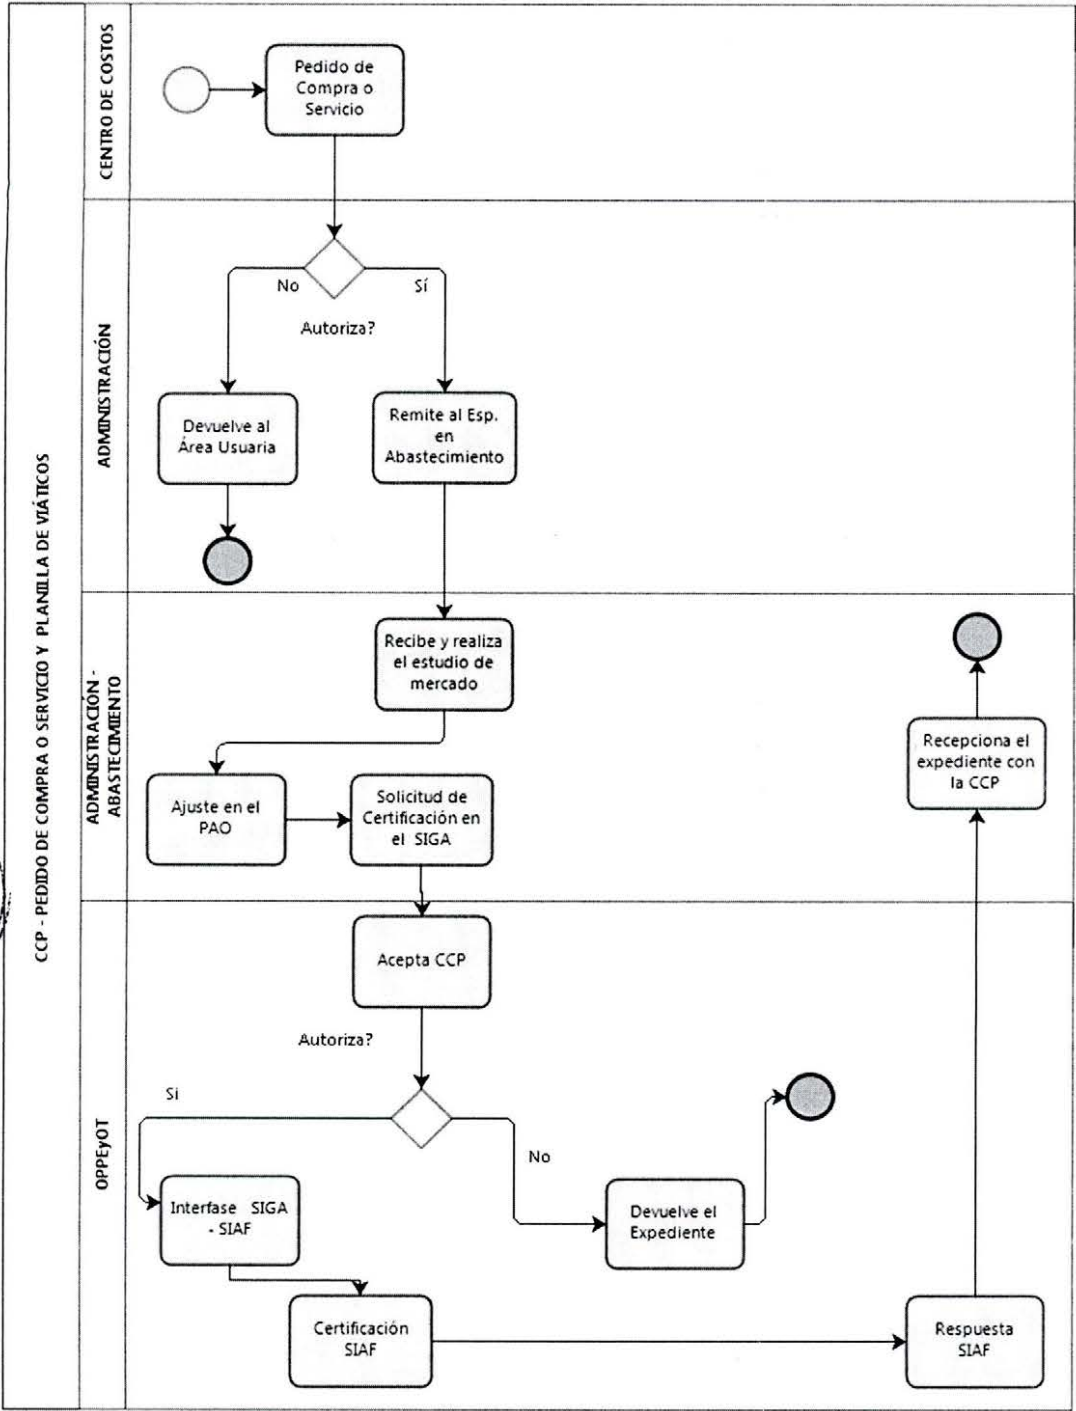 CCP - PEDIDO DE COMPRA O SERVICIO Y PLANILLA DE VIÁTICOS
CENTRO DE COSTOS
Pedido de
Compra o
Servicio
ADMINISTRACIÓN
No
Sí
Autoriza?
Devuelve al
Área Usuaria
Remite al Esp.
en
Abastecimiento
ADMINISTRACIÓN -
ABASTECIMIENTO
Recibe y realiza
el estudio de
mercado
Ajuste en el
PAO
Solicitud de
Certificación en
el SIGA
Recepciona el
expediente con
la CCP
OPPEyOT
Acepta CCP
Autoriza?
Si
No
Interfase SIGA
- SIAF
Devuelve el
Expediente
Certificación
SIAF
Respuesta
SIAF